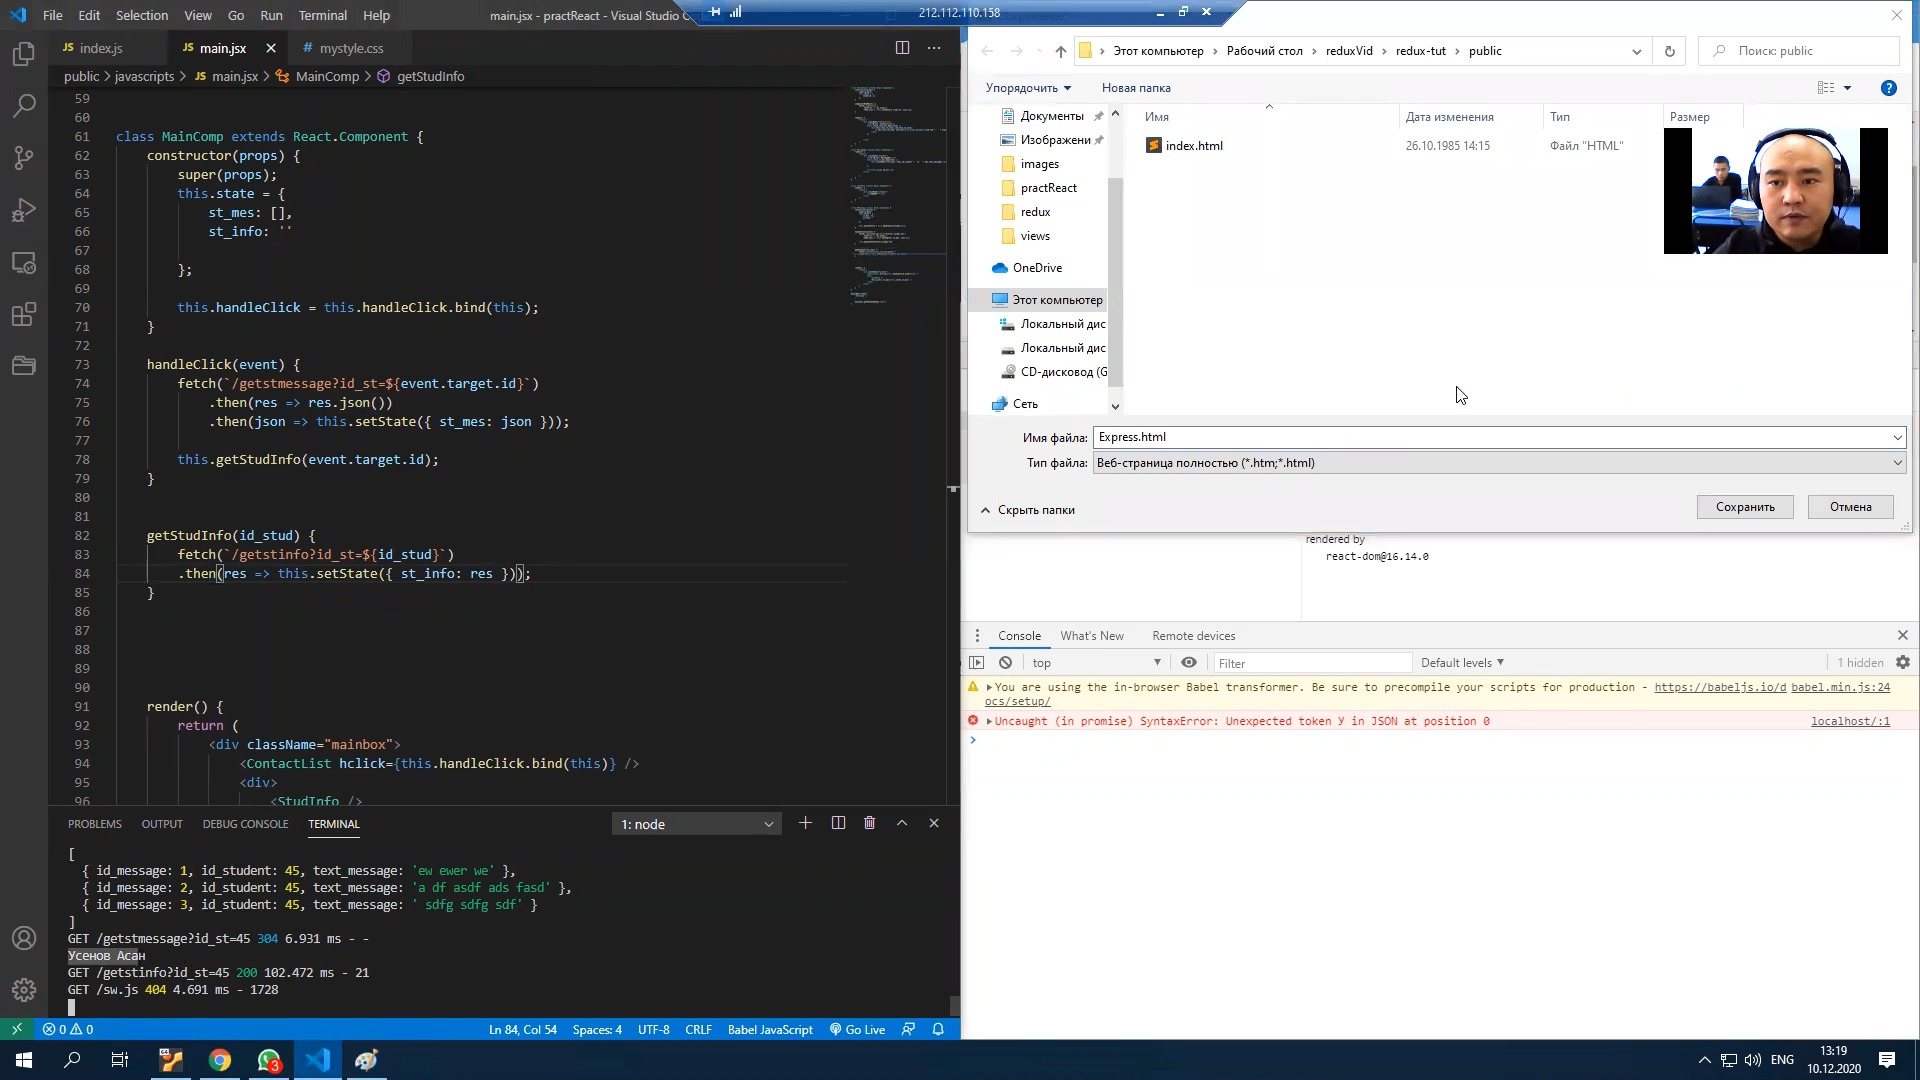 File Edit Selection View Go Run Terminal Help
main.jsx - practReact - Visual Studio C
212.112.110.158
JS index.js
JS main.jsx
# mystyle.css
public > javascripts > JS main.jsx > MainComp > getStudInfo
59
60
61 class MainComp extends React.Component {
62 constructor(props) {
63 super(props);
64 this.state = {
65 st_mes: [],
66 st_info: ''
67
68 };
69
70 this.handleClick = this.handleClick.bind(this);
71 }
72
73 handleClick(event) {
74 fetch(`/getstmessage?id_st=${event.target.id}`)
75 .then(res => res.json())
76 .then(json => this.setState({ st_mes: json }));
77
78 this.getStudInfo(event.target.id);
79 }
80
81
82 getStudInfo(id_stud) {
83 fetch(`/getstinfo?id_st=${id_stud}`)
84 .then(res => this.setState({ st_info: res }));
85 }
86
87
88
89
90
91 render() {
92 return (
93 <div className="mainbox">
94 <ContactList hclick={this.handleClick.bind(this)} />
95 <div>
96 <StudInfo />
PROBLEMS OUTPUT DEBUG CONSOLE TERMINAL
1: node
[
{ id_message: 1, id_student: 45, text_message: 'ew ewer we' },
{ id_message: 2, id_student: 45, text_message: 'a df asdf ads fasd' },
{ id_message: 3, id_student: 45, text_message: ' sdfg sdfg sdf' }
]
GET /getstmessage?id_st=45 304 6.931 ms - -
Усенов Асан
GET /getstinfo?id_st=45 200 102.472 ms - 21
GET /sw.js 404 4.691 ms - 1728
0 0
Ln 84, Col 54 Spaces: 4 UTF-8 CRLF Babel JavaScript Go Live
Этот компьютер > Рабочий стол > reduxVid > redux-tut > public
Поиск: public
Упорядочить Новая папка
Документы
Изображени
images
practReact
redux
views
OneDrive
Этот компьютер
Локальный дис
Локальный дис
CD-дисковод (G
Сеть
Имя Дата изменения Тип Размер
index.html 26.10.1985 14:15 Файл "HTML"
Имя файла: Express.html
Тип файла: Веб-страница полностью (*.htm;*.html)
Скрыть папки
Сохранить Отмена
rendered by
react-dom@16.14.0
Console What's New Remote devices
top Filter Default levels 1 hidden
You are using the in-browser Babel transformer. Be sure to precompile your scripts for production - https://babeljs.io/d babel.min.js:24
ocs/setup/
Uncaught (in promise) SyntaxError: Unexpected token У in JSON at position 0 localhost/:1
3
ENG
13:19
10.12.2020